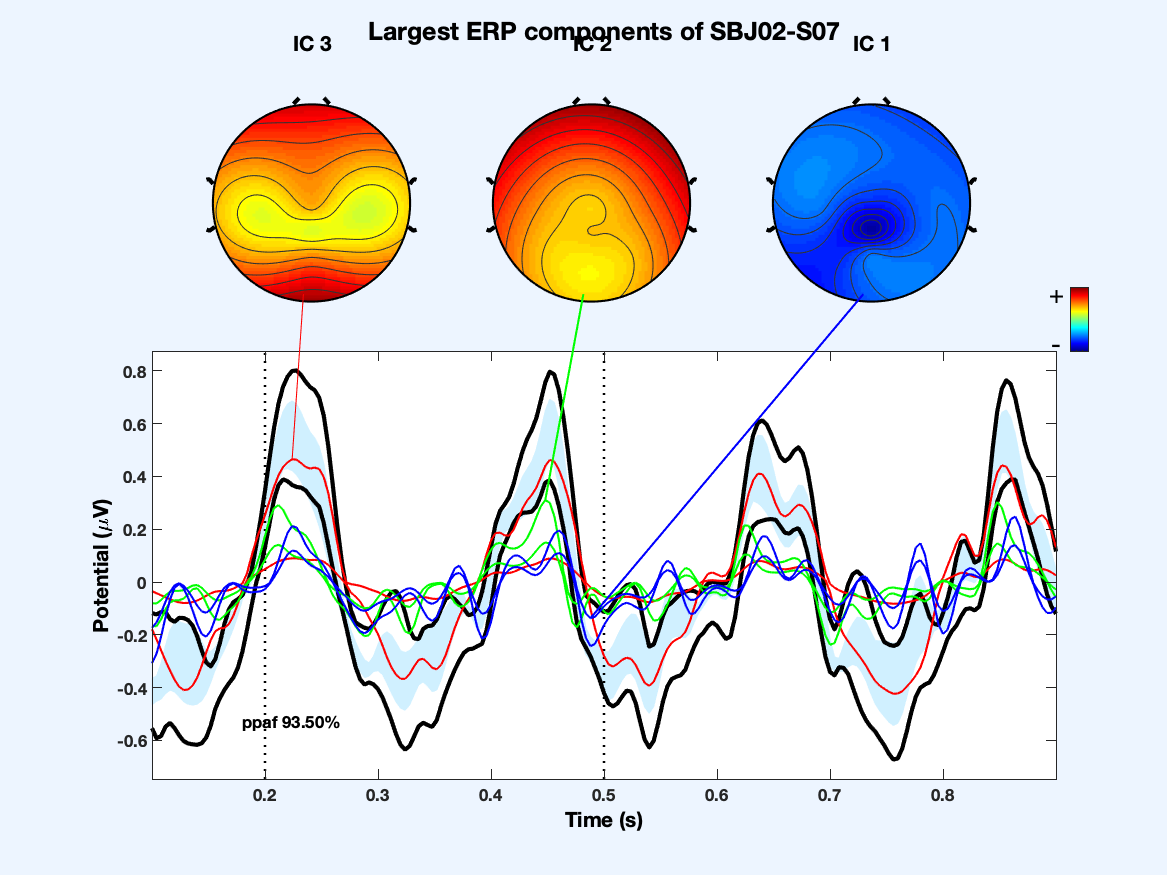 Largest ERP components of SBJ02-S07
IC 3
IC 2
IC 1
+
-
0.8
0.6
0.4
0.2
0
-0.2
-0.4
-0.6
Potential (μV)
ppaf 93.50%
0.2 0.3 0.4 0.5 0.6 0.7 0.8
Time (s)